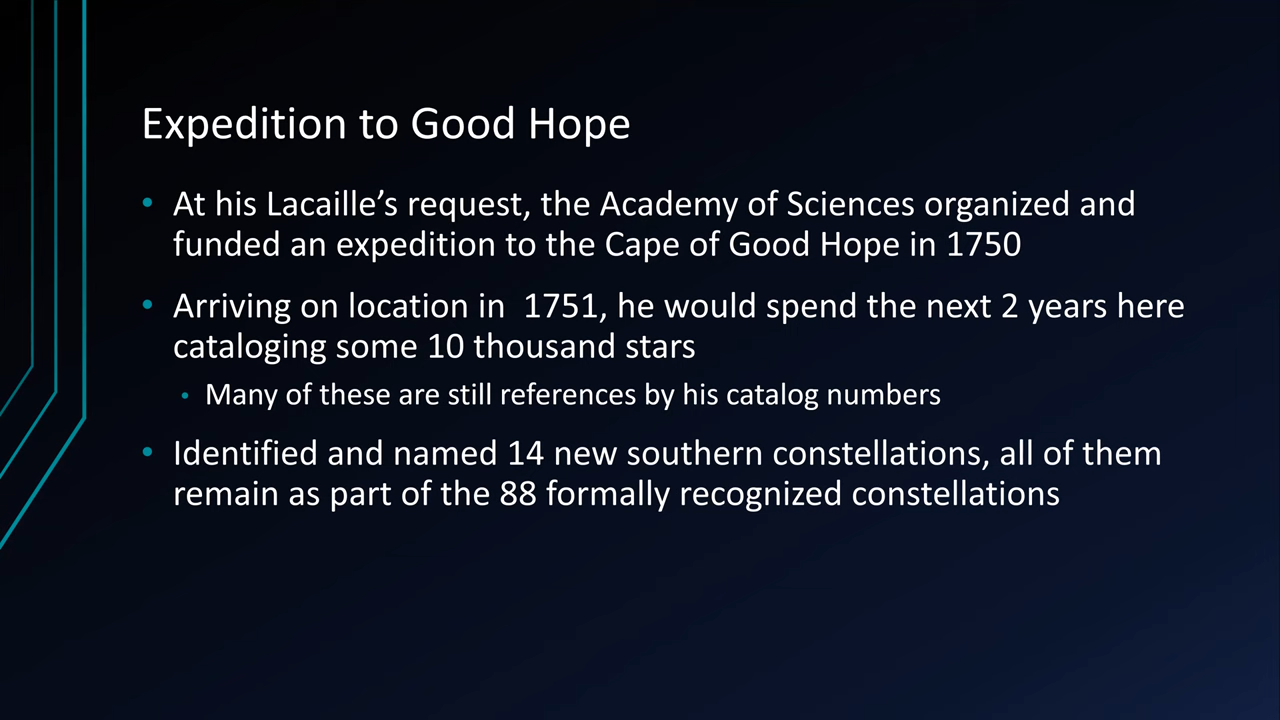 Expedition to Good Hope
• At his Lacaille’s request, the Academy of Sciences organized and
funded an expedition to the Cape of Good Hope in 1750
• Arriving on location in  1751, he would spend the next 2 years here
cataloging some 10 thousand stars
• Many of these are still references by his catalog numbers
• Identified and named 14 new southern constellations, all of them
remain as part of the 88 formally recognized constellations